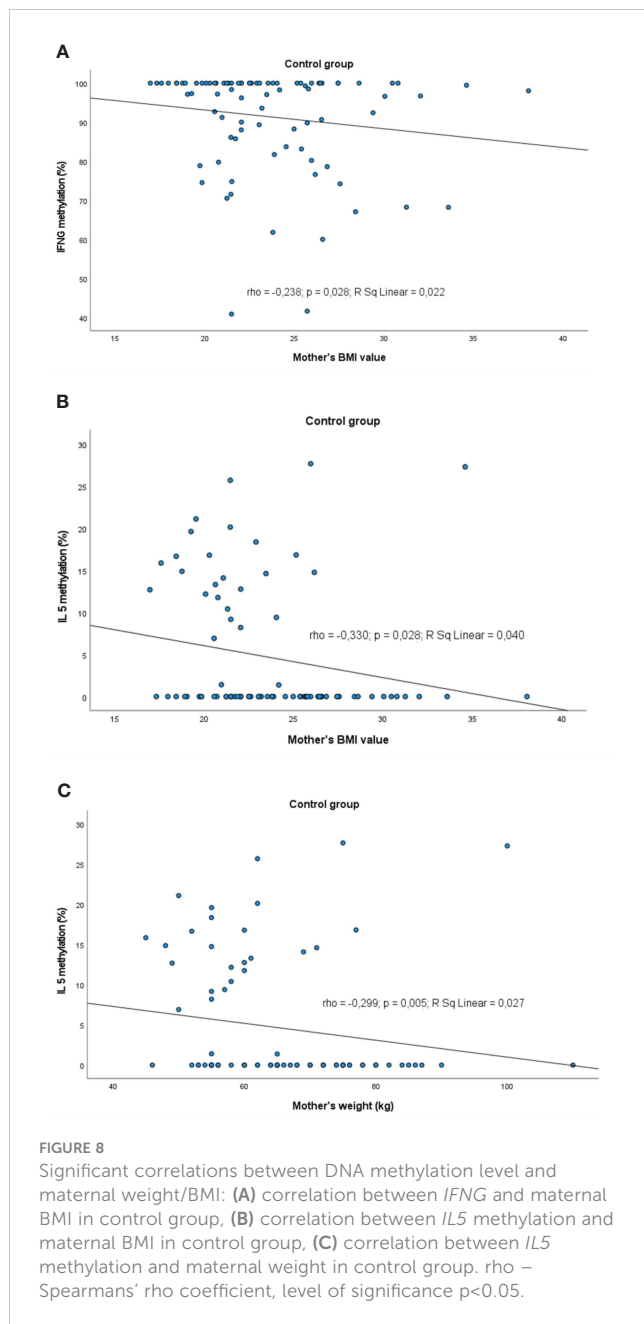 A
Control group
100
90
80
70
60
50
40
IFNG methylation (%)
rho = -0,238; p = 0,028; R Sq Linear = 0,022
15 20 25 30 35 40
Mother's BMI value
B
Control group
30
25
20
15
10
5
0
IL 5 methylation (%)
rho = -0,330; p = 0,028; R Sq Linear = 0,040
15 20 25 30 35 40
Mother's BMI value
C
Control group
30
25
20
15
10
5
0
IL 5 methylation (%)
rho = -0,299; p = 0,005; R Sq Linear = 0,027
40 60 80 100
Mother's weight (kg)
FIGURE 8
Significant correlations between DNA methylation level and
maternal weight/BMI: (A) correlation between IFNG and maternal
BMI in control group, (B) correlation between IL5 methylation and
maternal BMI in control group, (C) correlation between IL5
methylation and maternal weight in control group. rho –
Spearmans' rho coefficient, level of significance p<0.05.